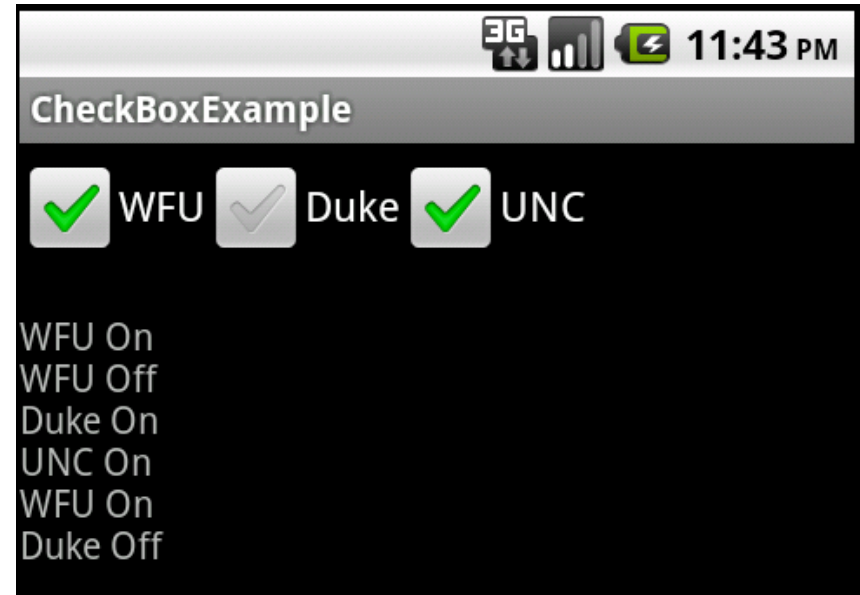 3G 11:43 PM
CheckBoxExample
WFU Duke UNC
WFU On
WFU Off
Duke On
UNC On
WFU On
Duke Off